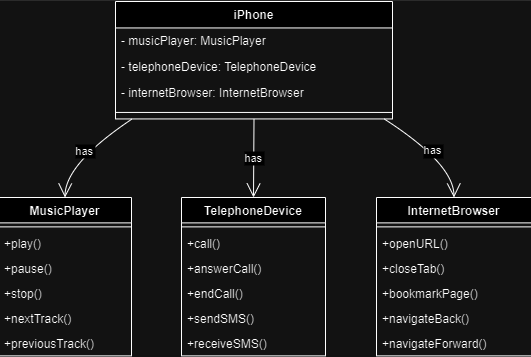 iPhone
- musicPlayer: MusicPlayer
- telephoneDevice: TelephoneDevice
- internetBrowser: InternetBrowser
has
has
has
MusicPlayer
+play()
+pause()
+stop()
+nextTrack()
+previousTrack()
TelephoneDevice
+call()
+answerCall()
+endCall()
+sendSMS()
+receiveSMS()
InternetBrowser
+openURL()
+closeTab()
+bookmarkPage()
+navigateBack()
+navigateForward()